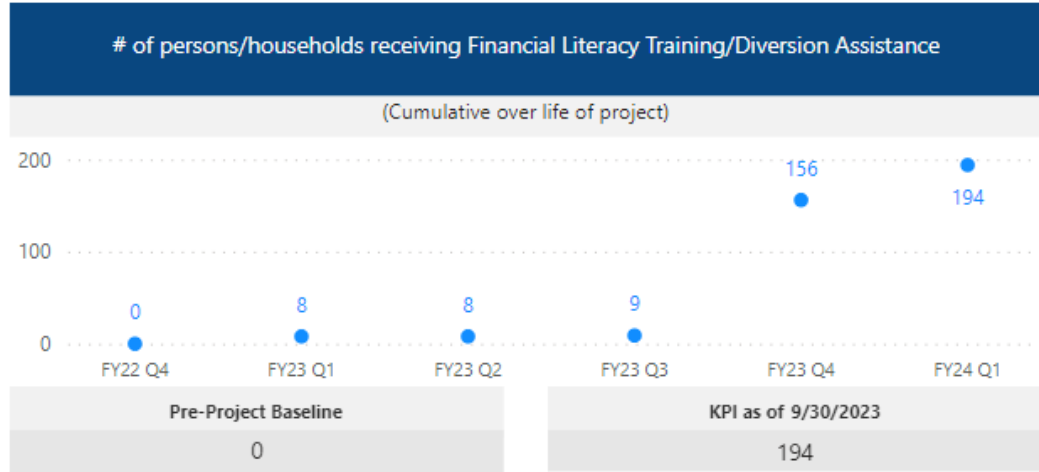 # of persons/households receiving Financial Literacy Training/Diversion Assistance
(Cumulative over life of project)
200
156
194
100
0
8
8
9
0
FY22 Q4 FY23 Q1 FY23 Q2 FY23 Q3 FY23 Q4 FY24 Q1
Pre-Project Baseline KPI as of 9/30/2023
0 194